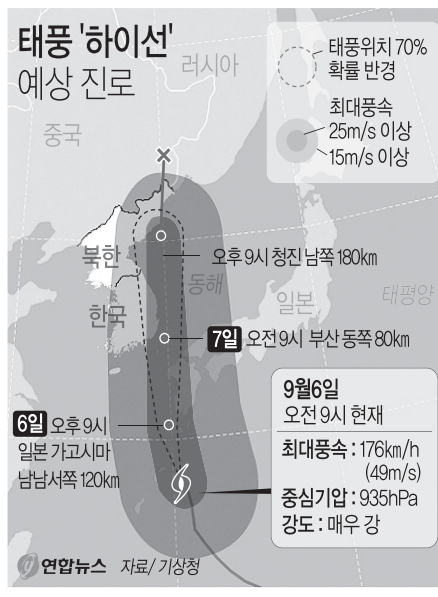 태풍 '하이선'
예상 진로
러시아
중국
태풍위치 70%
확률 반경
최대풍속
25m/s 이상
15m/s 이상
북한
오후 9시 청진 남쪽 180km
동해
한국
일본
태평양
7일 오전 9시 부산 동쪽 80km
6일 오후 9시
일본 가고시마
남남서쪽 120km
9월6일
오전 9시 현재
최대풍속 : 176km/h
(49m/s)
중심기압 : 935hPa
강도 : 매우 강
연합뉴스 자료/ 기상청